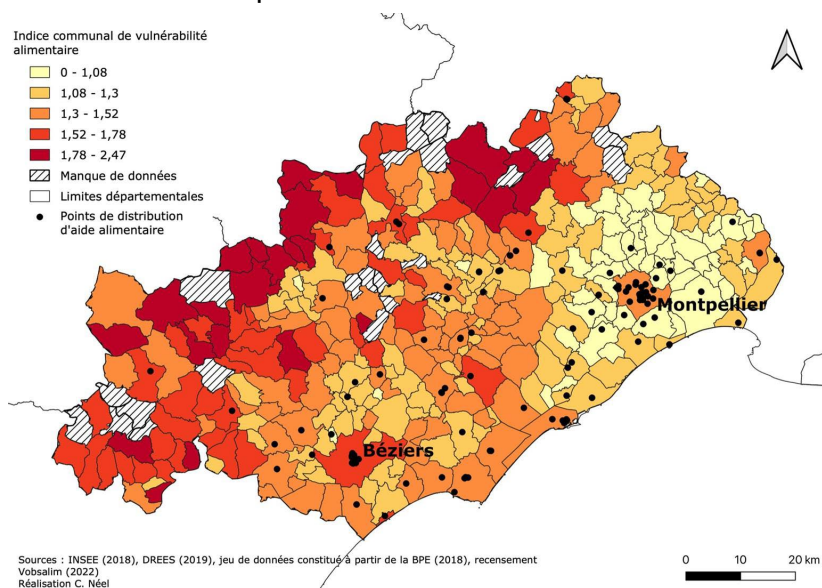 Indice communal de vulnérabilité
alimentaire
0 - 1,08
1,08 - 1,3
1,3 - 1,52
1,52 - 1,78
1,78 - 2,47
Manque de données
Limites départementales
Points de distribution
d'aide alimentaire
Montpellier
Béziers
Sources : INSEE (2018), DREES (2019), jeu de données constitué à partir de la BPE (2018), recensement
Vobsalim (2022)
Réalisation C. Néel
0 10 20 km